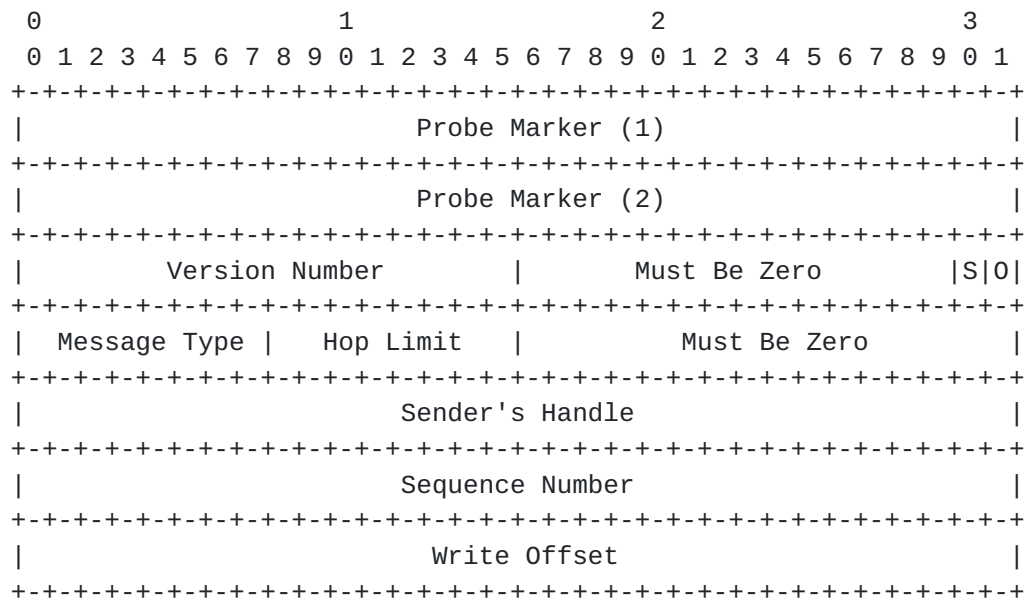 0                   1                   2                   3
 0 1 2 3 4 5 6 7 8 9 0 1 2 3 4 5 6 7 8 9 0 1 2 3 4 5 6 7 8 9 0 1
+-+-+-+-+-+-+-+-+-+-+-+-+-+-+-+-+-+-+-+-+-+-+-+-+-+-+-+-+-+-+-+-+
|                         Probe Marker (1)                      |
+-+-+-+-+-+-+-+-+-+-+-+-+-+-+-+-+-+-+-+-+-+-+-+-+-+-+-+-+-+-+-+-+
|                         Probe Marker (2)                      |
+-+-+-+-+-+-+-+-+-+-+-+-+-+-+-+-+-+-+-+-+-+-+-+-+-+-+-+-+-+-+-+-+
|         Version Number        |       Must Be Zero        |S|O|
+-+-+-+-+-+-+-+-+-+-+-+-+-+-+-+-+-+-+-+-+-+-+-+-+-+-+-+-+-+-+-+-+
|  Message Type |   Hop Limit   |          Must Be Zero         |
+-+-+-+-+-+-+-+-+-+-+-+-+-+-+-+-+-+-+-+-+-+-+-+-+-+-+-+-+-+-+-+-+
|                        Sender's Handle                        |
+-+-+-+-+-+-+-+-+-+-+-+-+-+-+-+-+-+-+-+-+-+-+-+-+-+-+-+-+-+-+-+-+
|                        Sequence Number                        |
+-+-+-+-+-+-+-+-+-+-+-+-+-+-+-+-+-+-+-+-+-+-+-+-+-+-+-+-+-+-+-+-+
|                          Write Offset                         |
+-+-+-+-+-+-+-+-+-+-+-+-+-+-+-+-+-+-+-+-+-+-+-+-+-+-+-+-+-+-+-+-+